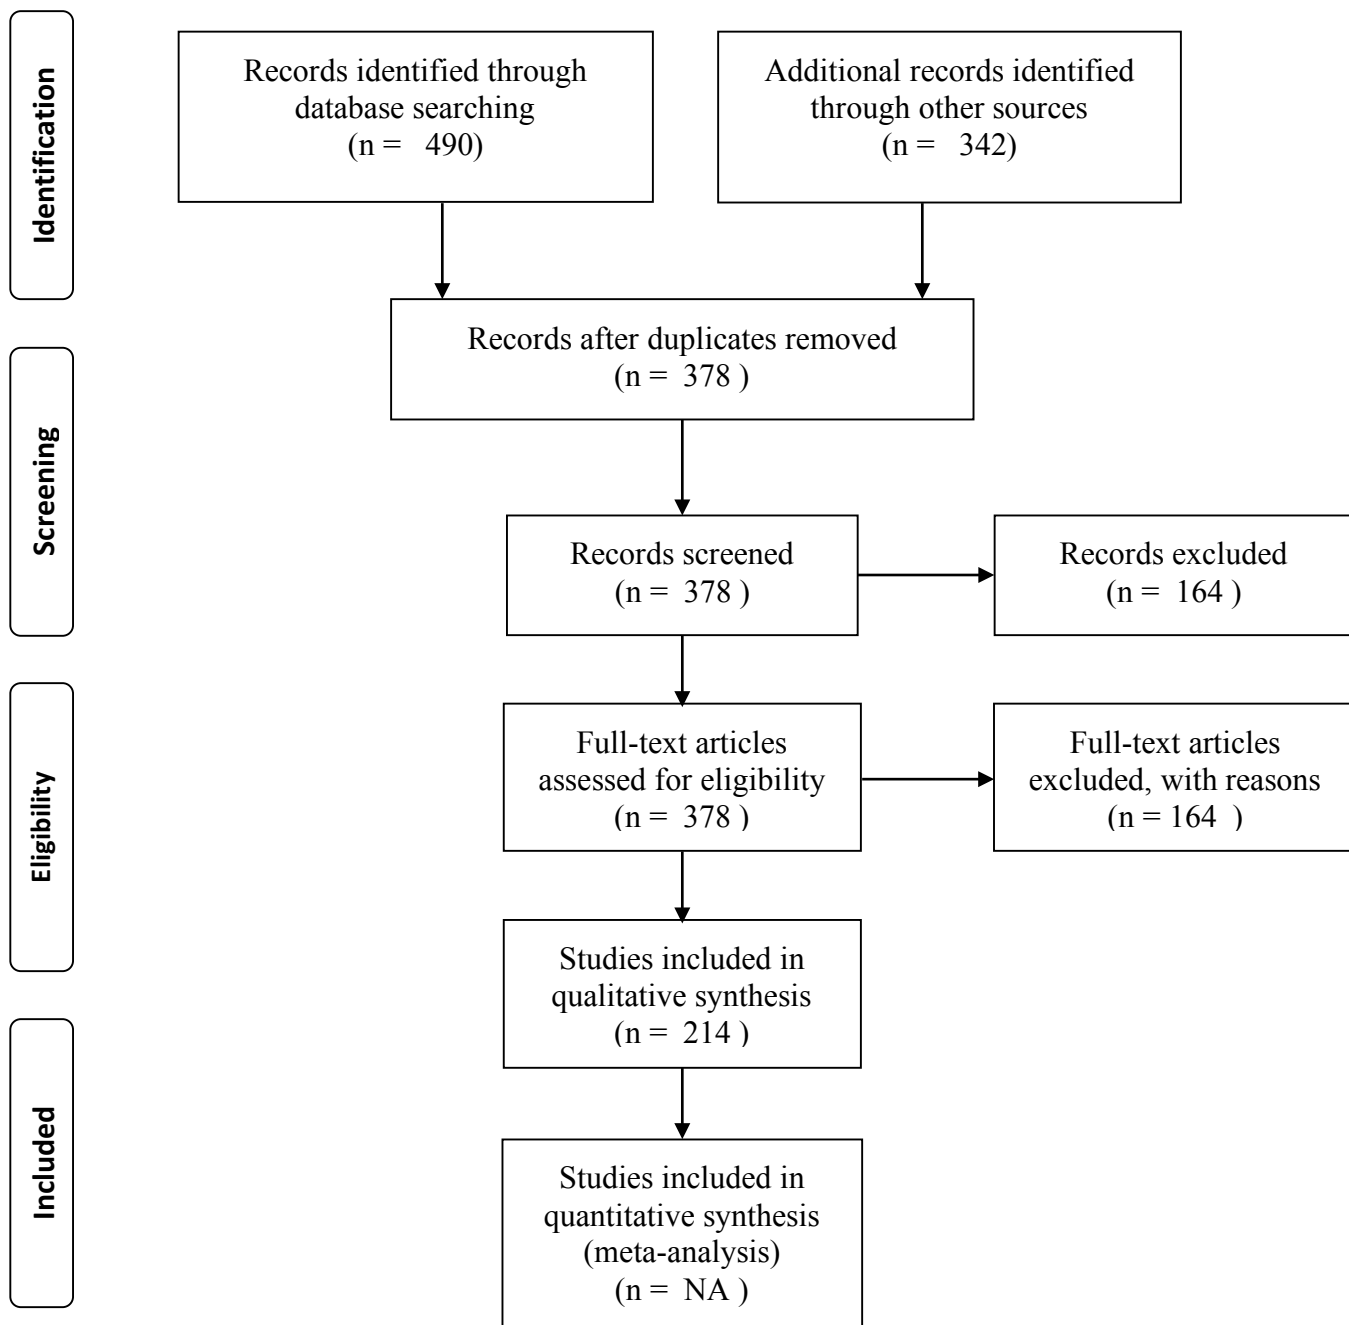 Identification
Records identified through
database searching
(n = 490)
Additional records identified
through other sources
(n = 342)
Records after duplicates removed
(n = 378 )
Screening
Records screened
(n = 378 )
Records excluded
(n = 164 )
Eligibility
Full-text articles
assessed for eligibility
(n = 378 )
Full-text articles
excluded, with reasons
(n = 164 )
Studies included in
qualitative synthesis
(n = 214 )
Included
Studies included in
quantitative synthesis
(meta-analysis)
(n = NA )